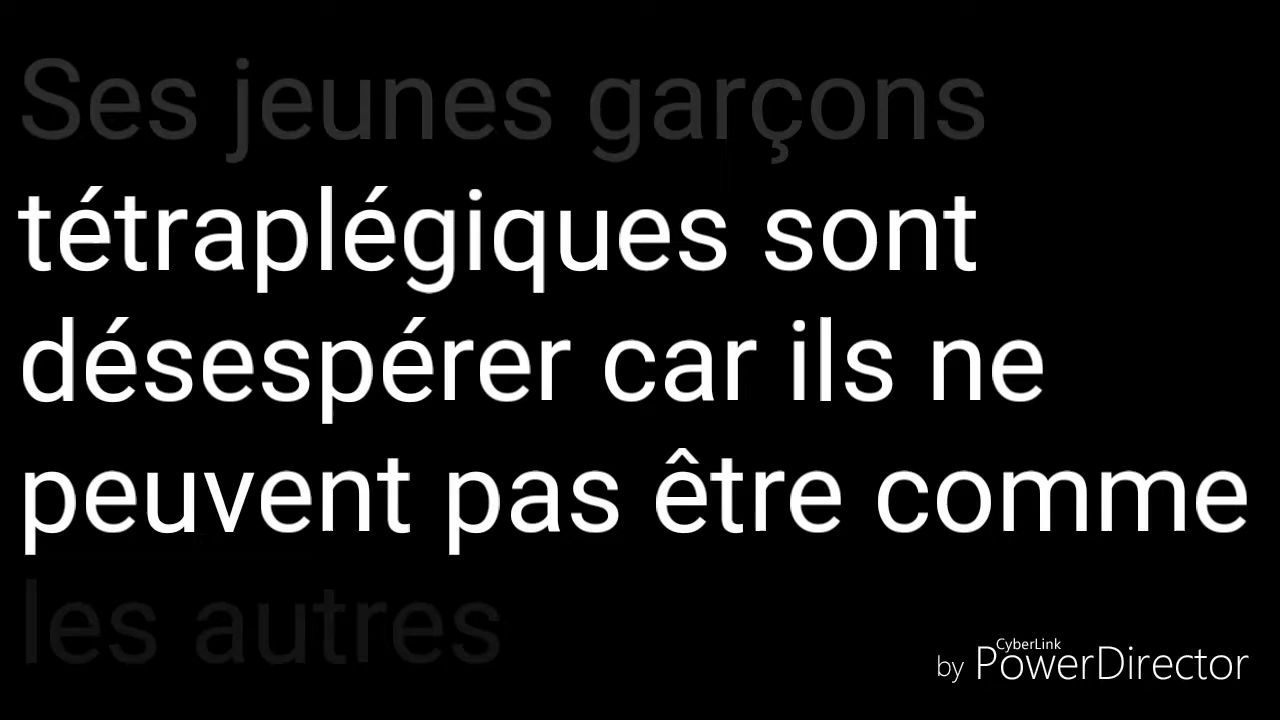 Ses jeunes garçons
tétraplégiques sont
désespérer car ils ne
peuvent pas être comme
les autres
CyberLink
by PowerDirector